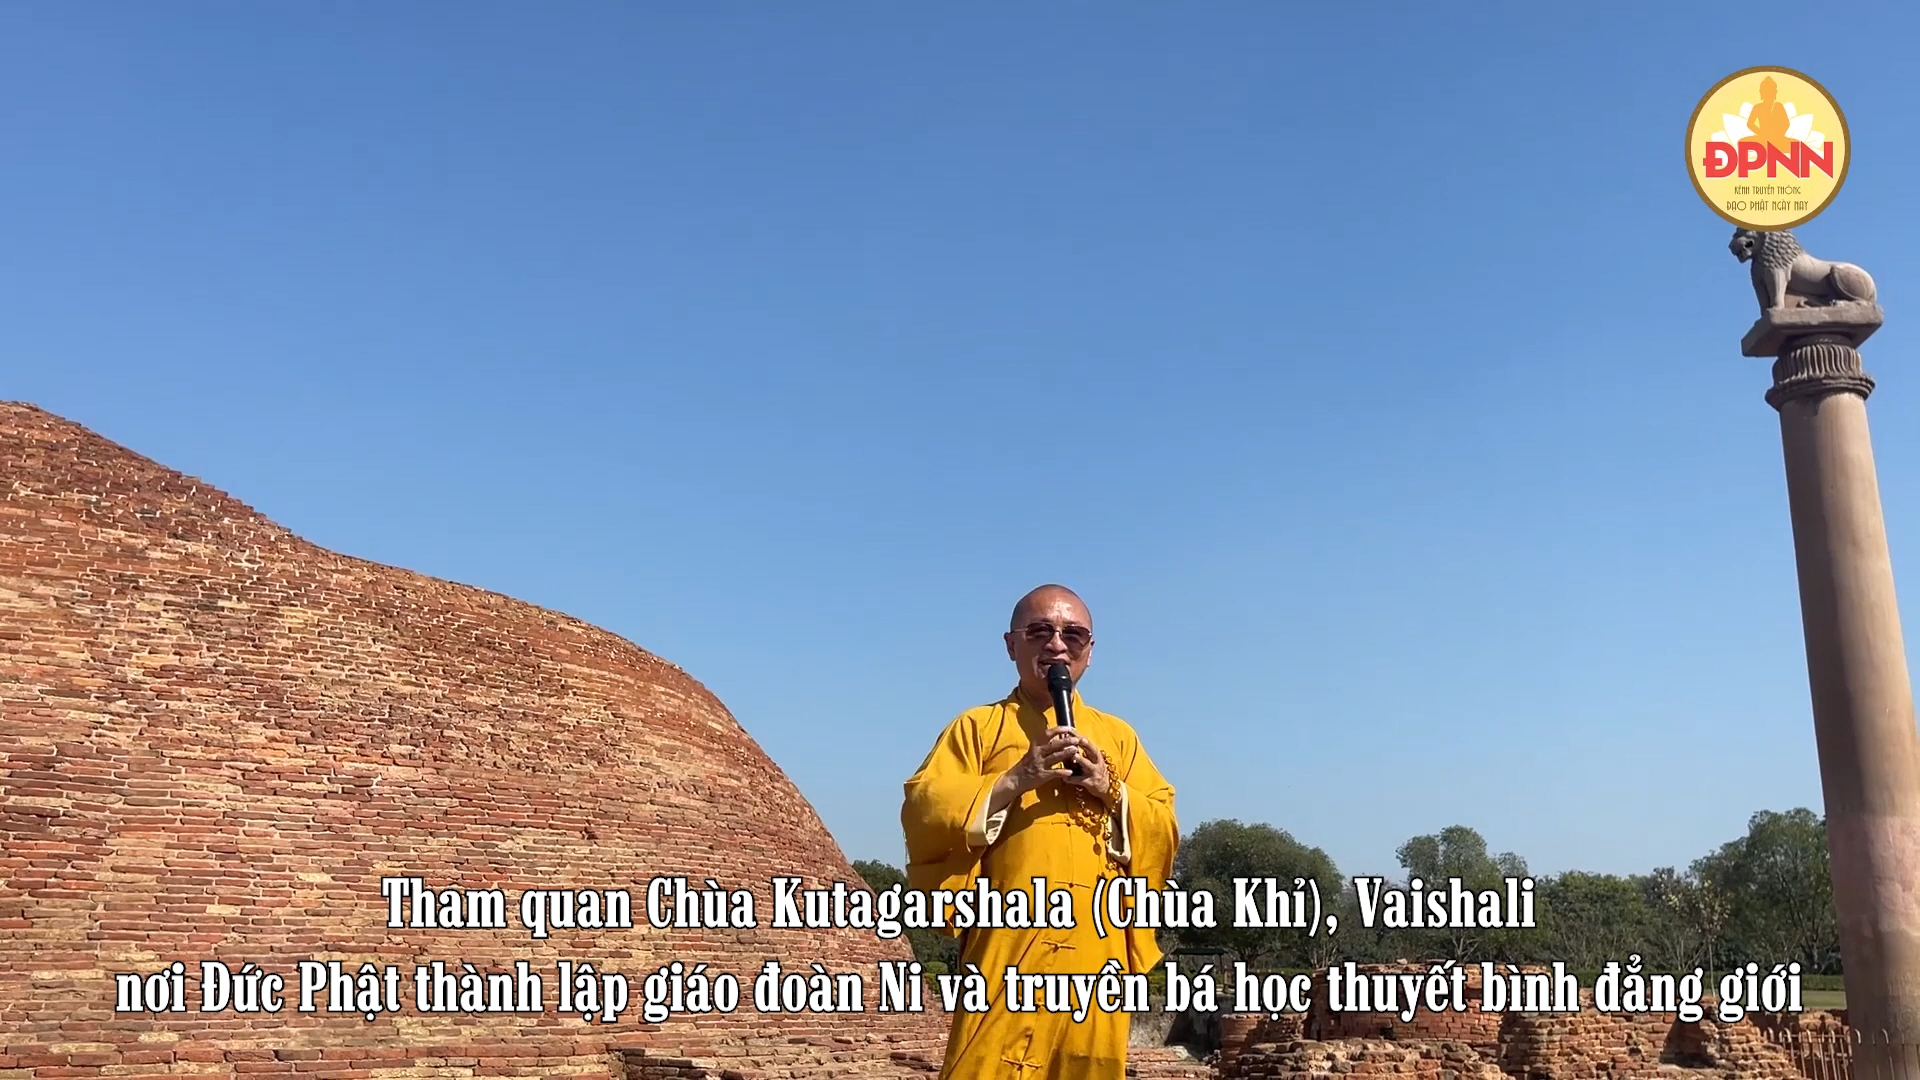 ĐPNN
KÊNH TRUYỀN THÔNG
ĐẠO PHẬT NGÀY NAY
Tham quan Chùa Kutagarshala (Chùa Khỉ), Vaishali
nơi Đức Phật thành lập giáo đoàn Ni và truyền bá học thuyết bình đẳng giới